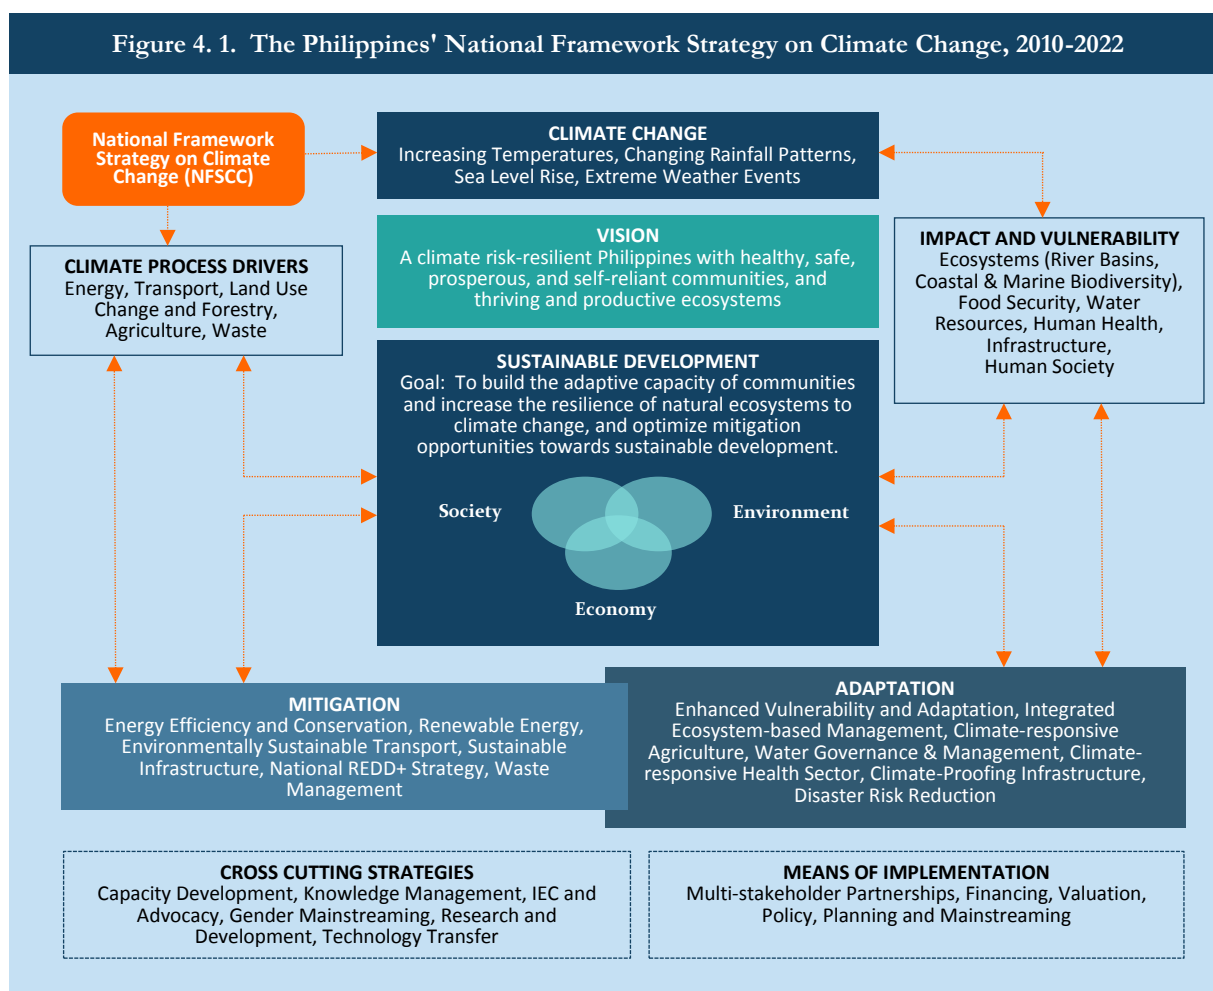 Figure 4. 1.  The Philippines' National Framework Strategy on Climate Change, 2010-2022
National Framework
Strategy on Climate
Change (NFSCC)
CLIMATE CHANGE
Increasing Temperatures, Changing Rainfall Patterns,
Sea Level Rise, Extreme Weather Events
VISION
A climate risk-resilient Philippines with healthy, safe,
prosperous, and self-reliant communities, and
thriving and productive ecosystems
IMPACT AND VULNERABILITY
Ecosystems (River Basins,
Coastal & Marine Biodiversity),
Food Security, Water
Resources, Human Health,
Infrastructure,
Human Society
CLIMATE PROCESS DRIVERS
Energy, Transport, Land Use
Change and Forestry,
Agriculture, Waste
SUSTAINABLE DEVELOPMENT
Goal:  To build the adaptive capacity of communities
and increase the resilience of natural ecosystems to
climate change, and optimize mitigation
opportunities towards sustainable development.
Society
Environment
Economy
MITIGATION
Energy Efficiency and Conservation, Renewable Energy,
Environmentally Sustainable Transport, Sustainable
Infrastructure, National REDD+ Strategy, Waste
Management
ADAPTATION
Enhanced Vulnerability and Adaptation, Integrated
Ecosystem-based Management, Climate-responsive
Agriculture, Water Governance & Management, Climate-
responsive Health Sector, Climate-Proofing Infrastructure,
Disaster Risk Reduction
CROSS CUTTING STRATEGIES
Capacity Development, Knowledge Management, IEC and
Advocacy, Gender Mainstreaming, Research and
Development, Technology Transfer
MEANS OF IMPLEMENTATION
Multi-stakeholder Partnerships, Financing, Valuation,
Policy, Planning and Mainstreaming